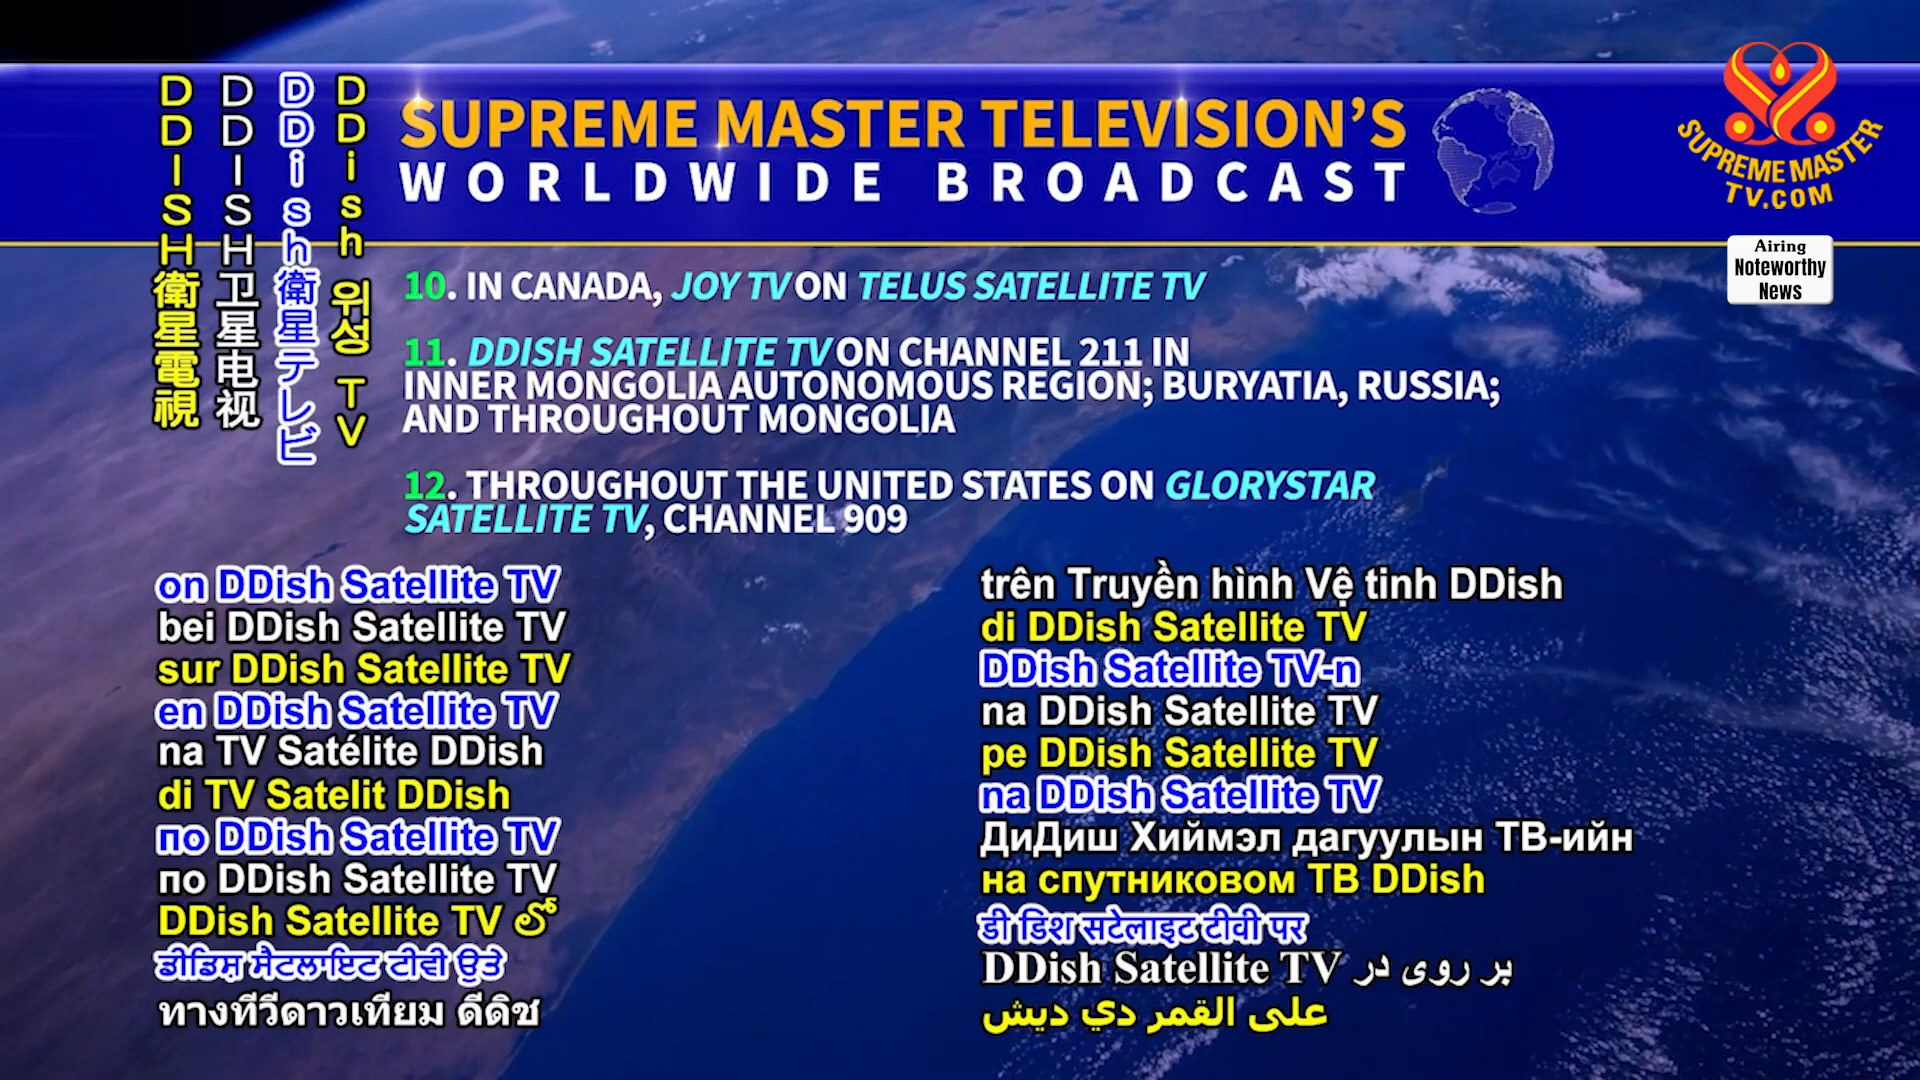 DDISH衛星電視
DDISH卫星电视
DDish衛星テレビ
DDish 위성 TV
SUPREME MASTER TELEVISION’S
WORLDWIDE BROADCAST
SUPREME MASTER
TV.COM
Airing
Noteworthy
News
10. IN CANADA, JOY TV ON TELUS SATELLITE TV
11. DDISH SATELLITE TV ON CHANNEL 211 IN
INNER MONGOLIA AUTONOMOUS REGION; BURYATIA, RUSSIA;
AND THROUGHOUT MONGOLIA
12. THROUGHOUT THE UNITED STATES ON GLORYSTAR
SATELLITE TV, CHANNEL 909
on DDish Satellite TV
bei DDish Satellite TV
sur DDish Satellite TV
en DDish Satellite TV
na TV Satélite DDish
di TV Satelit DDish
по DDish Satellite TV
по DDish Satellite TV
DDish Satellite TV లో
ਡੀਡਿਸ਼ ਸੈਟਲਾਇਟ ਟੀਵੀ ਉਤੇ
ทางทีวีดาวเทียม ดีดิช
trên Truyền hình Vệ tinh DDish
di DDish Satellite TV
DDish Satellite TV-n
na DDish Satellite TV
pe DDish Satellite TV
na DDish Satellite TV
ДиДиш Хиймэл дагуулын ТВ-ийн
на спутниковом ТВ DDish
डी डिश सटेलाइट टीवी पर
بر روی در DDish Satellite TV
على القمر دي ديش